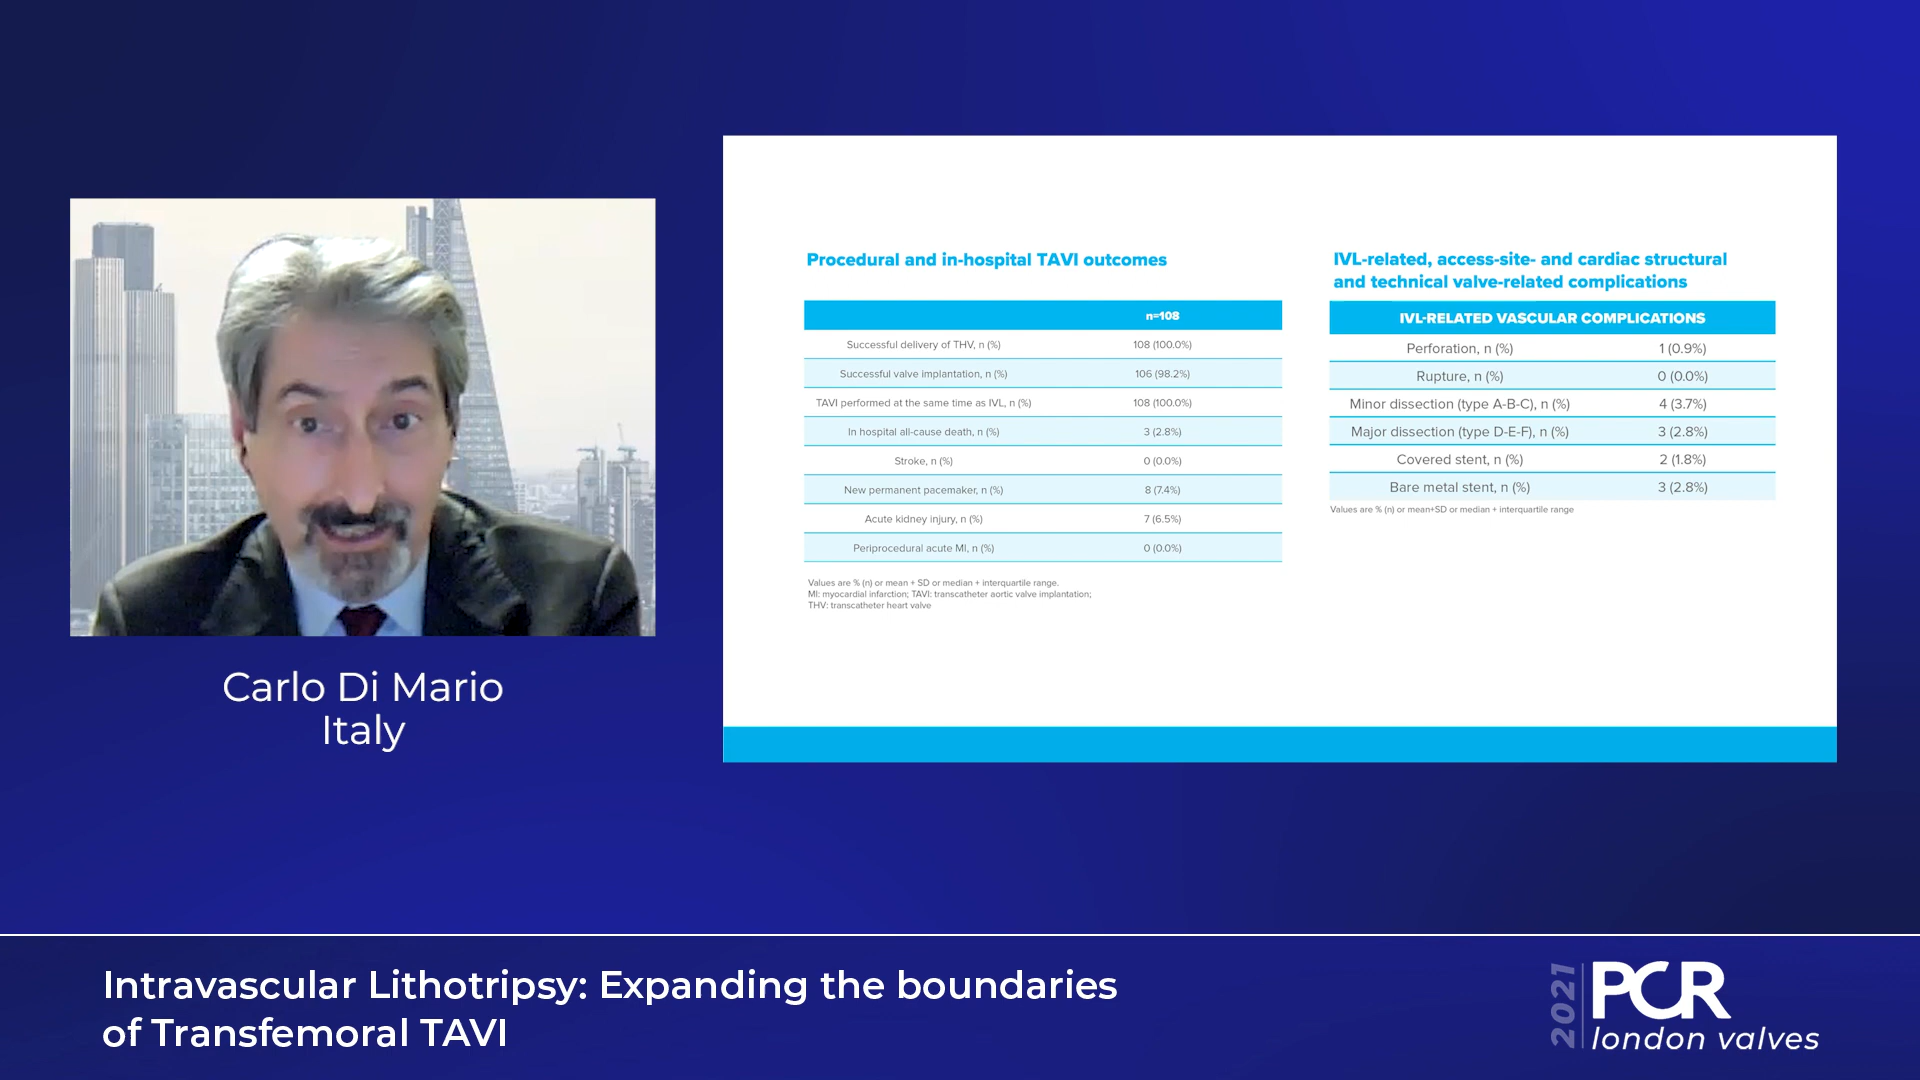 Carlo Di Mario
Italy
Procedural and in-hospital TAVI outcomes
n=108
Successful delivery of THV, n (%) 108 (100.0%)
Successful valve implantation, n (%) 106 (98.2%)
TAVI performed at the same time as IVL, n (%) 108 (100.0%)
In hospital all-cause death, n (%) 3 (2.8%)
Stroke, n (%) 0 (0.0%)
New permanent pacemaker, n (%) 8 (7.4%)
Acute kidney injury, n (%) 7 (6.5%)
Periprocedural acute MI, n (%) 0 (0.0%)
Values are % (n) or mean + SD or median + interquartile range.
MI: myocardial infarction; TAVI: transcatheter aortic valve implantation;
THV: transcatheter heart valve
IVL-related, access-site- and cardiac structural
and technical valve-related complications
IVL-RELATED VASCULAR COMPLICATIONS
Perforation, n (%) 1 (0.9%)
Rupture, n (%) 0 (0.0%)
Minor dissection (type A-B-C), n (%) 4 (3.7%)
Major dissection (type D-E-F), n (%) 3 (2.8%)
Covered stent, n (%) 2 (1.8%)
Bare metal stent, n (%) 3 (2.8%)
Values are % (n) or mean+SD or median + interquartile range
Intravascular Lithotripsy: Expanding the boundaries
of Transfemoral TAVI
2021
PCR
london valves